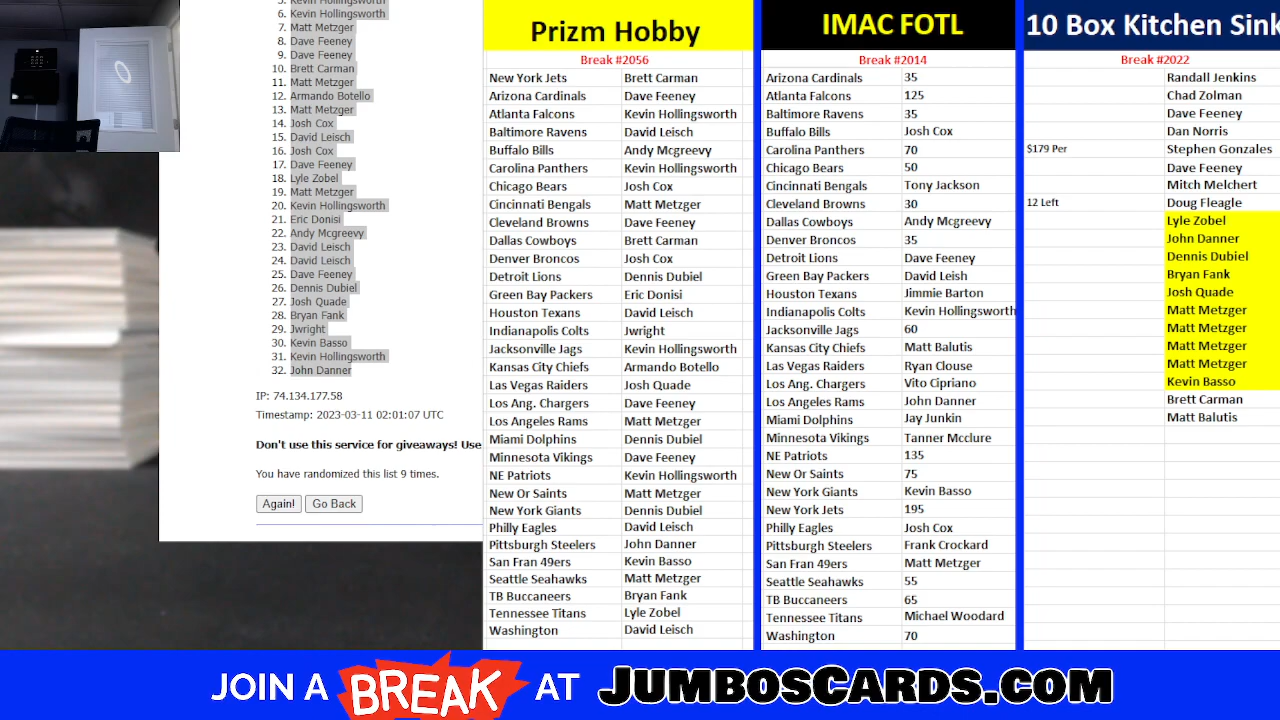 6. Kevin Hollingsworth
7. Matt Metzger
8. Dave Feeney
9. Dave Feeney
10. Brett Carman
11. Matt Metzger
12. Armando Botello
13. Matt Metzger
14. Josh Cox
15. David Leisch
16. Josh Cox
17. Dave Feeney
18. Lyle Zobel
19. Matt Metzger
20. Kevin Hollingsworth
21. Eric Donisi
22. Andy Mcgreevy
23. David Leisch
24. David Leisch
25. Dave Feeney
26. Dennis Dubiel
27. Josh Quade
28. Bryan Fank
29. Jwright
30. Kevin Basso
31. Kevin Hollingsworth
32. John Danner
IP: 74.134.177.58
Timestamp: 2023-03-11 02:01:07 UTC
Don't use this service for giveaways! Use
You have randomized this list 9 times.
Again! Go Back
Prizm Hobby
Break #2056
New York Jets Brett Carman
Arizona Cardinals Dave Feeney
Atlanta Falcons Kevin Hollingsworth
Baltimore Ravens David Leisch
Buffalo Bills Andy Mcgreevy
Carolina Panthers Kevin Hollingsworth
Chicago Bears Josh Cox
Cincinnati Bengals Matt Metzger
Cleveland Browns Dave Feeney
Dallas Cowboys Brett Carman
Denver Broncos Josh Cox
Detroit Lions Dennis Dubiel
Green Bay Packers Eric Donisi
Houston Texans David Leisch
Indianapolis Colts Jwright
Jacksonville Jags Kevin Hollingsworth
Kansas City Chiefs Armando Botello
Las Vegas Raiders Josh Quade
Los Ang. Chargers Dave Feeney
Los Angeles Rams Matt Metzger
Miami Dolphins Dennis Dubiel
Minnesota Vikings Dave Feeney
NE Patriots Kevin Hollingsworth
New Or Saints Matt Metzger
New York Giants Dennis Dubiel
Philly Eagles David Leisch
Pittsburgh Steelers John Danner
San Fran 49ers Kevin Basso
Seattle Seahawks Matt Metzger
TB Buccaneers Bryan Fank
Tennessee Titans Lyle Zobel
Washington David Leisch
IMAC FOTL
Break #2014
Arizona Cardinals 35
Atlanta Falcons 125
Baltimore Ravens 35
Buffalo Bills Josh Cox
Carolina Panthers 70
Chicago Bears 50
Cincinnati Bengals Tony Jackson
Cleveland Browns 30
Dallas Cowboys Andy Mcgreevy
Denver Broncos 35
Detroit Lions Dave Feeney
Green Bay Packers David Leish
Houston Texans Jimmie Barton
Indianapolis Colts Kevin Hollingsworth
Jacksonville Jags 60
Kansas City Chiefs Matt Balutis
Las Vegas Raiders Ryan Clouse
Los Ang. Chargers Vito Cipriano
Los Angeles Rams John Danner
Miami Dolphins Jay Junkin
Minnesota Vikings Tanner Mcclure
NE Patriots 135
New Or Saints 75
New York Giants Kevin Basso
New York Jets 195
Philly Eagles Josh Cox
Pittsburgh Steelers Frank Crockard
San Fran 49ers Matt Metzger
Seattle Seahawks 55
TB Buccaneers 65
Tennessee Titans Michael Woodard
Washington 70
10 Box Kitchen Sink
Break #2022
Randall Jenkins
Chad Zolman
Dave Feeney
Dan Norris
$179 Per Stephen Gonzales
Dave Feeney
Mitch Melchert
12 Left Doug Fleagle
Lyle Zobel
John Danner
Dennis Dubiel
Bryan Fank
Josh Quade
Matt Metzger
Matt Metzger
Matt Metzger
Matt Metzger
Kevin Basso
Brett Carman
Matt Balutis
JOIN A BREAK AT JUMBOSCARDS.COM